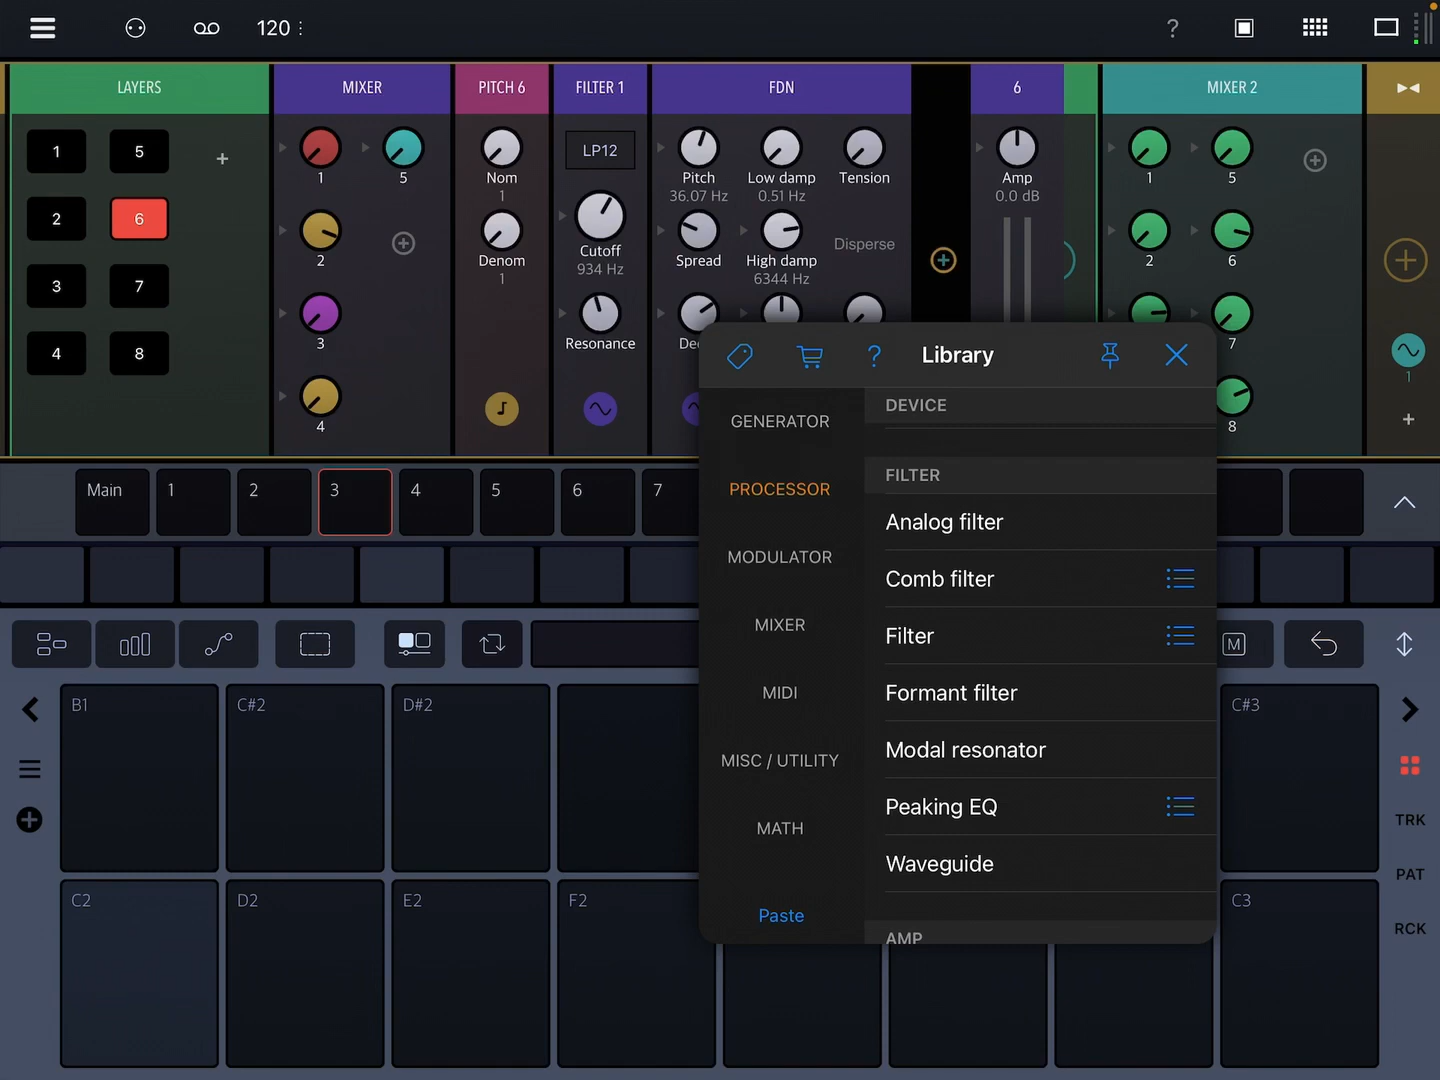 120
?
LAYERS
MIXER
PITCH 6
FILTER 1
FDN
6
MIXER 2
1
5
2
6
3
7
4
8
+
1
5
2
3
4
Nom
1
Denom
1
LP12
Cutoff
934 Hz
Resonance
Pitch
36.07 Hz
Low damp
0.51 Hz
Tension
Spread
High damp
6344 Hz
Disperse
Amp
0.0 dB
1
5
2
6
7
8
1
+
Library
?
GENERATOR
PROCESSOR
MODULATOR
MIXER
MIDI
MISC / UTILITY
MATH
Paste
DEVICE
FILTER
Analog filter
Comb filter
Filter
Formant filter
Modal resonator
Peaking EQ
Waveguide
AMP
Main
1
2
3
4
5
6
7
M
B1
C#2
D#2
C#3
C2
D2
E2
F2
C3
TRK
PAT
RCK